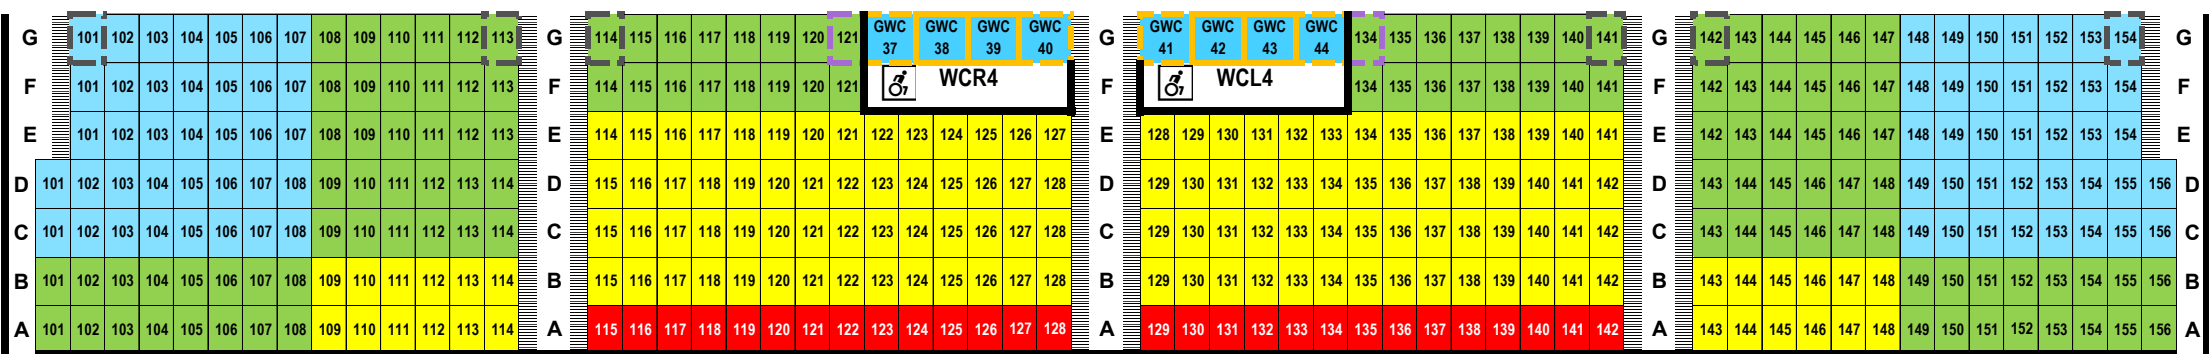 G 101 102 103 104 105 106 107 108 109 110 111 112 113 G 114 115 116 117 118 119 120 121 GWC 37 GWC 38 GWC 39 GWC 40 G GWC 41 GWC 42 GWC 43 GWC 44 134 135 136 137 138 139 140 141 G 142 143 144 145 146 147 148 149 150 151 152 153 154 G
F 101 102 103 104 105 106 107 108 109 110 111 112 113 F 114 115 116 117 118 119 120 121 WCR4 F WCL4 134 135 136 137 138 139 140 141 F 142 143 144 145 146 147 148 149 150 151 152 153 154 F
E 101 102 103 104 105 106 107 108 109 110 111 112 113 E 114 115 116 117 118 119 120 121 122 123 124 125 126 127 E 128 129 130 131 132 133 134 135 136 137 138 139 140 141 E 142 143 144 145 146 147 148 149 150 151 152 153 154 E
D 101 102 103 104 105 106 107 108 109 110 111 112 113 114 D 115 116 117 118 119 120 121 122 123 124 125 126 127 128 D 129 130 131 132 133 134 135 136 137 138 139 140 141 142 D 143 144 145 146 147 148 149 150 151 152 153 154 155 156 D
C 101 102 103 104 105 106 107 108 109 110 111 112 113 114 C 115 116 117 118 119 120 121 122 123 124 125 126 127 128 C 129 130 131 132 133 134 135 136 137 138 139 140 141 142 C 143 144 145 146 147 148 149 150 151 152 153 154 155 156 C
B 101 102 103 104 105 106 107 108 109 110 111 112 113 114 B 115 116 117 118 119 120 121 122 123 124 125 126 127 128 B 129 130 131 132 133 134 135 136 137 138 139 140 141 142 B 143 144 145 146 147 148 149 150 151 152 153 154 155 156 B
A 101 102 103 104 105 106 107 108 109 110 111 112 113 114 A 115 116 117 118 119 120 121 122 123 124 125 126 127 128 A 129 130 131 132 133 134 135 136 137 138 139 140 141 142 A 143 144 145 146 147 148 149 150 151 152 153 154 155 156 A